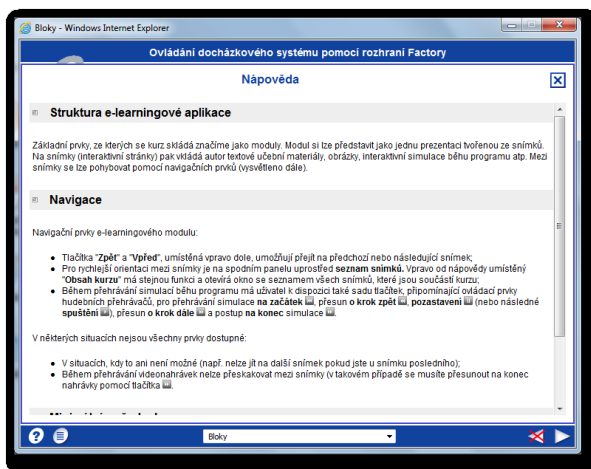 Bloky - Windows Internet Explorer
Ovládání docházkového systému pomocí rozhraní Factory
Nápověda
Struktura e-learningové aplikace
Základní prvky, ze kterých se kurz skládá značíme jako moduly. Modul si lze představit jako jednu prezentaci tvořenou ze snímků.
Na snímky (interaktivní stránky) pak vkládá autor textové učební materiály, obrázky, interaktivní simulace běhu programu atp. Mezi
snímky se lze pohybovat pomocí navigačních prvků (vysvětleno dále).
Navigace
Navigační prvky e-learningového modulu:
Tlačítka "Zpět" a "Vpřed", umístěná vpravo dole, umožňují přejít na předchozí nebo následující snímek;
Pro rychlejší orientaci mezi snímky je na spodním panelu uprostřed seznam snímků. Vpravo od nápovědy umístěný
"Obsah kurzu" má stejnou funkci a otevírá okno se seznamem všech snímků, které jsou součástí kurzu;
Během přehrávání simulací běhu programu má uživatel k dispozici také sadu tlačítek, připomínající ovládací prvky
hudebních přehrávačů, pro přehrávání simulace na začátek, přesun o krok zpět, pozastavení (nebo následné
spuštění), přesun o krok dále a postup na konec simulace.
V některých situacích nejsou všechny prvky dostupné:
V situacích, kdy to ani není možné (např. nelze jít na další snímek pokud jste u snímku posledního);
Během přehrávání videonahrávek nelze přeskakovat mezi snímky (v takovém případě se musíte přesunout na konec
nahrávky pomocí tlačítka.
Bloky